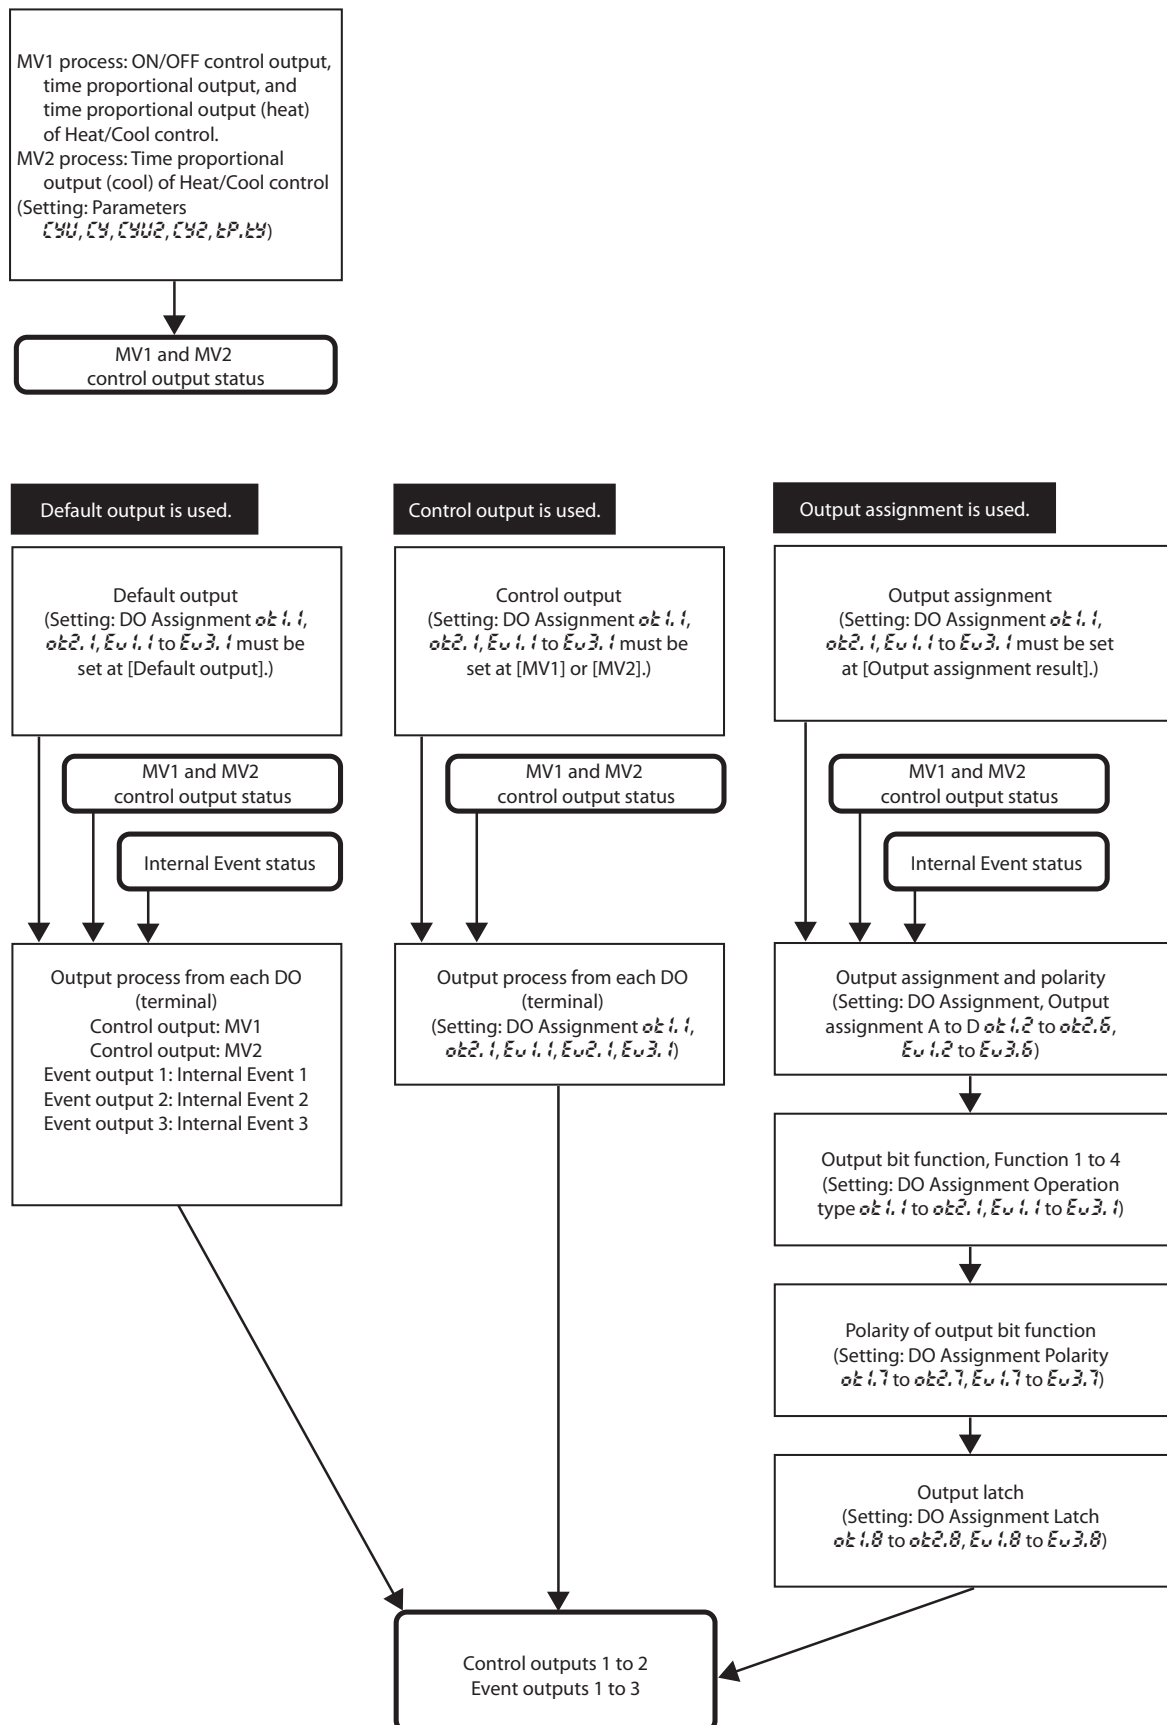 MV1 process: ON/OFF control output,
time proportional output, and
time proportional output (heat)
of Heat/Cool control.
MV2 process: Time proportional
output (cool) of Heat/Cool control
(Setting: Parameters
CYU, CY, CYU2, CY2, tP.tY)
MV1 and MV2
control output status
Default output is used.
Default output
(Setting: DO Assignment ot1.1,
ot2.1, Ev1.1 to Ev3.1 must be
set at [Default output].)
MV1 and MV2
control output status
Internal Event status
Output process from each DO
(terminal)
Control output: MV1
Control output: MV2
Event output 1: Internal Event 1
Event output 2: Internal Event 2
Event output 3: Internal Event 3
Control output is used.
Control output
(Setting: DO Assignment ot1.1,
ot2.1, Ev1.1 to Ev3.1 must be
set at [MV1] or [MV2].)
MV1 and MV2
control output status
Output process from each DO
(terminal)
(Setting: DO Assignment ot1.1,
ot2.1, Ev1.1, Ev2.1, Ev3.1)
Output assignment is used.
Output assignment
(Setting: DO Assignment ot1.1,
ot2.1, Ev1.1 to Ev3.1 must be set
at [Output assignment result].)
MV1 and MV2
control output status
Internal Event status
Output assignment and polarity
(Setting: DO Assignment, Output
assignment A to D ot1.2 to ot2.6,
Ev1.2 to Ev3.6)
Output bit function, Function 1 to 4
(Setting: DO Assignment Operation
type ot1.1 to ot2.1, Ev1.1 to Ev3.1)
Polarity of output bit function
(Setting: DO Assignment Polarity
ot1.7 to ot2.7, Ev1.7 to Ev3.7)
Output latch
(Setting: DO Assignment Latch
ot1.8 to ot2.8, Ev1.8 to Ev3.8)
Control outputs 1 to 2
Event outputs 1 to 3